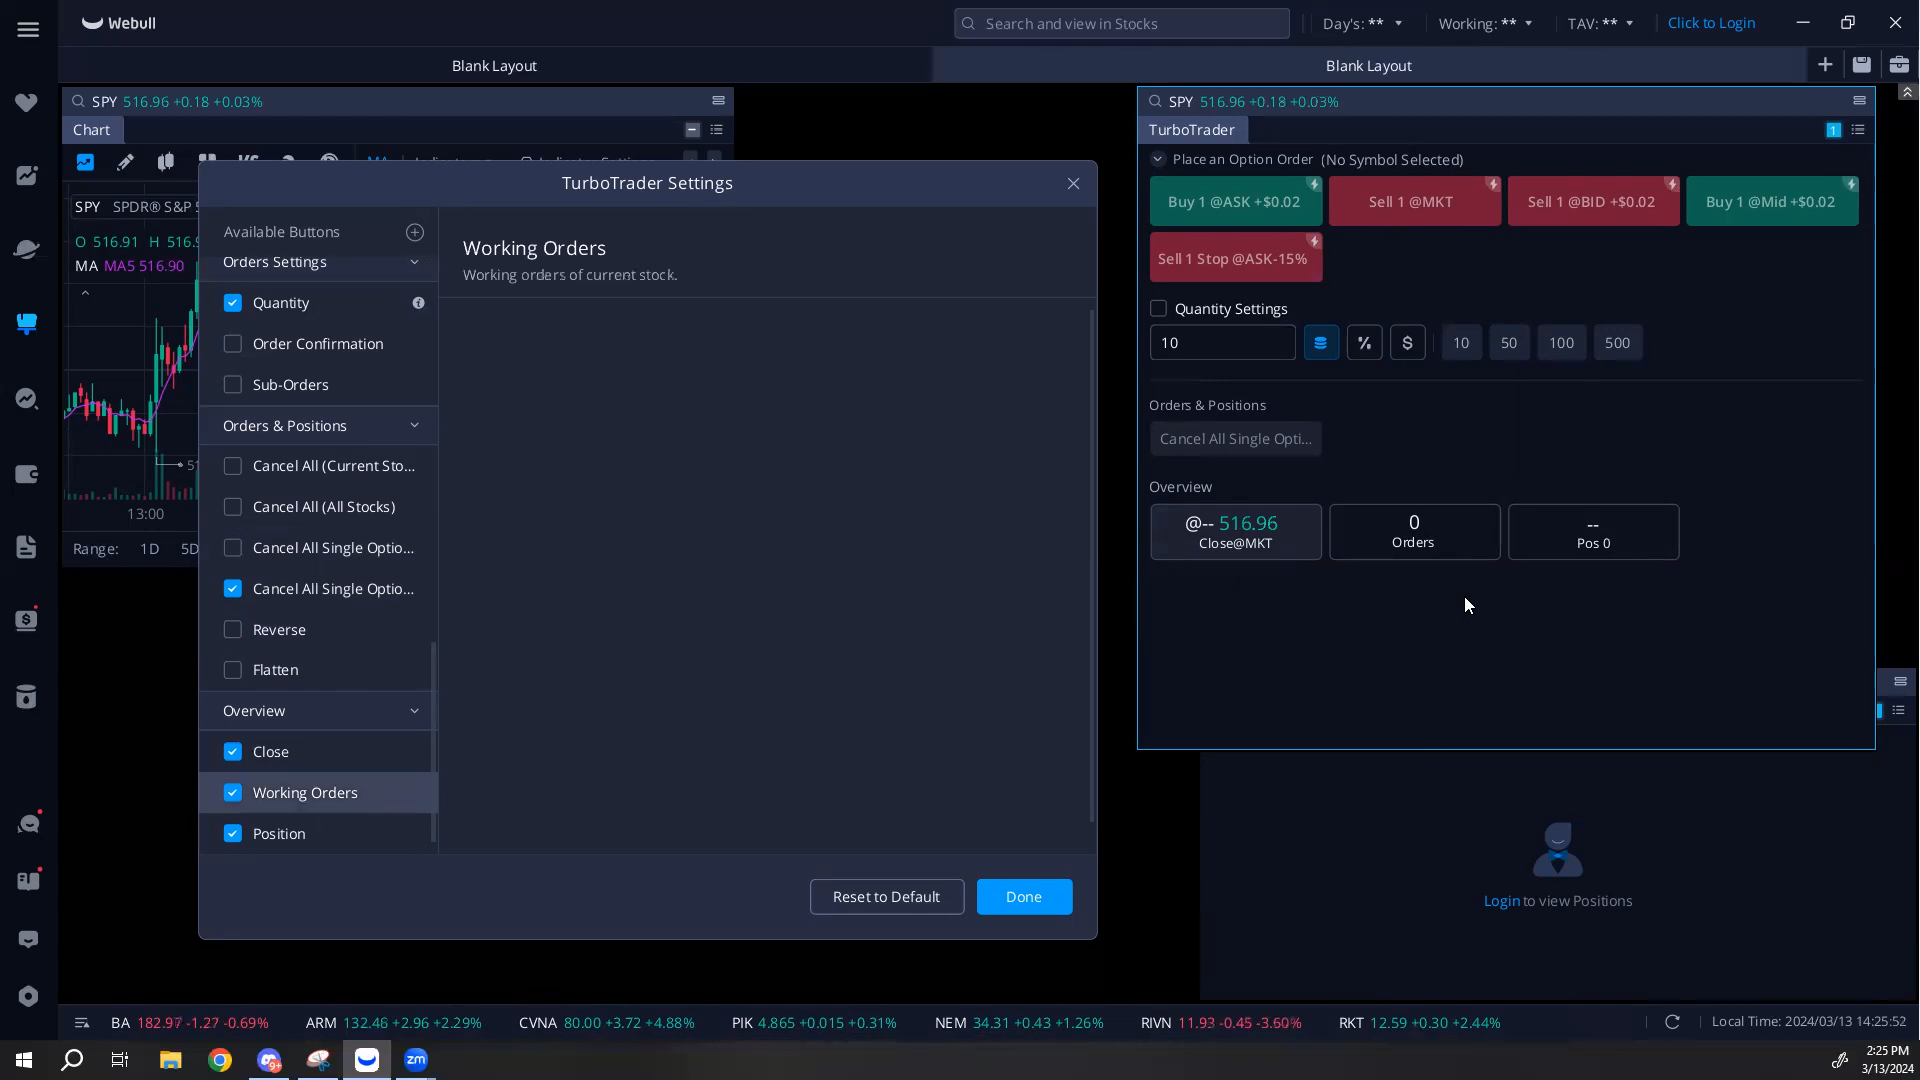 Webull
Search and view in Stocks
Day's: **
Working: **
TAV: **
Click to Login
Blank Layout
Blank Layout
SPY 516.96 +0.18 +0.03%
Chart
SPY SPDR® S&P
O 516.91 H 516.
MA MA5 516.90
13:00
Range: 1D 5D
TurboTrader Settings
Available Buttons
Orders Settings
Quantity
Order Confirmation
Sub-Orders
Orders & Positions
Cancel All (Current Sto...
Cancel All (All Stocks)
Cancel All Single Optio...
Cancel All Single Optio...
Reverse
Flatten
Overview
Close
Working Orders
Position
Working Orders
Working orders of current stock.
Reset to Default
Done
SPY 516.96 +0.18 +0.03%
TurboTrader
1
Place an Option Order (No Symbol Selected)
Buy 1 @ASK +$0.02
Sell 1 @MKT
Sell 1 @BID +$0.02
Buy 1 @Mid +$0.02
Sell 1 Stop @ASK-15%
Quantity Settings
10
%
$
10
50
100
500
Orders & Positions
Cancel All Single Opti...
Overview
@-- 516.96
Close@MKT
0
Orders
--
Pos 0
Login to view Positions
BA 182.97 -1.27 -0.69%
ARM 132.46 +2.96 +2.29%
CVNA 80.00 +3.72 +4.88%
PIK 4.865 +0.015 +0.31%
NEM 34.31 +0.43 +1.26%
RIVN 11.93 -0.45 -3.60%
RKT 12.59 +0.30 +2.44%
Local Time: 2024/03/13 14:25:52
9+
zm
2:25 PM
3/13/2024